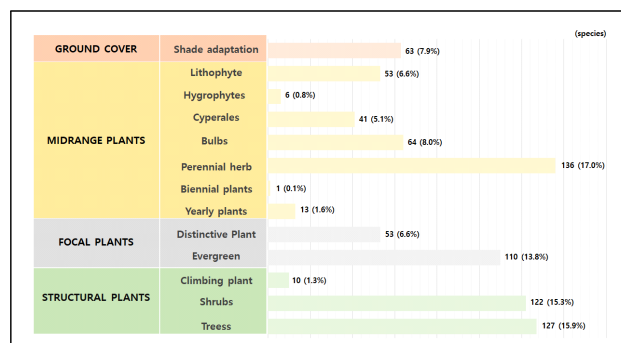 (species)
GROUND COVER
Shade adaptation
63 (7.9%)
MIDRANGE PLANTS
Lithophyte
53 (6.6%)
Hygrophytes
6 (0.8%)
Cyperales
41 (5.1%)
Bulbs
64 (8.0%)
Perennial herb
136 (17.0%)
Biennial plants
1 (0.1%)
Yearly plants
13 (1.6%)
FOCAL PLANTS
Distinctive Plant
53 (6.6%)
Evergreen
110 (13.8%)
STRUCTURAL PLANTS
Climbing plant
10 (1.3%)
Shrubs
122 (15.3%)
Treess
127 (15.9%)